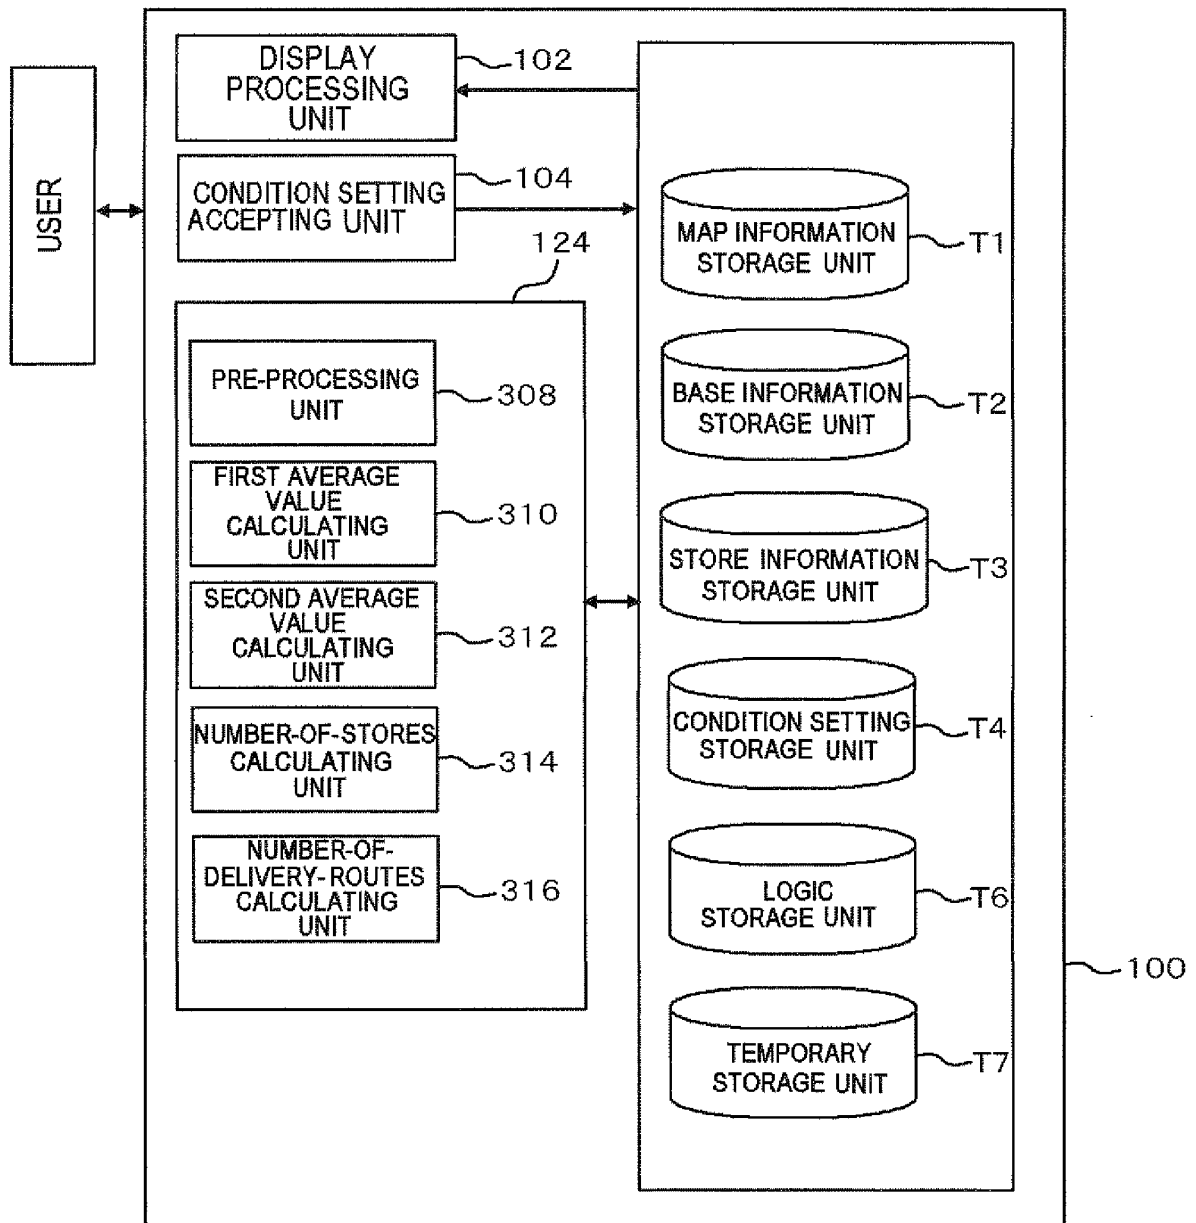 USER
DISPLAY
PROCESSING
UNIT
102
CONDITION SETTING
ACCEPTING UNIT
104
124
PRE-PROCESSING
UNIT
308
FIRST AVERAGE
VALUE
CALCULATING
UNIT
310
SECOND AVERAGE
VALUE
CALCULATING
UNIT
312
NUMBER-OF-STORES
CALCULATING
UNIT
314
NUMBER-OF-
DELIVERY-ROUTES
CALCULATING
UNIT
316
MAP INFORMATION
STORAGE UNIT
T1
BASE INFORMATION
STORAGE UNIT
T2
STORE INFORMATION
STORAGE UNIT
T3
CONDITION SETTING
STORAGE UNIT
T4
LOGIC
STORAGE UNIT
T6
TEMPORARY
STORAGE UNIT
T7
100